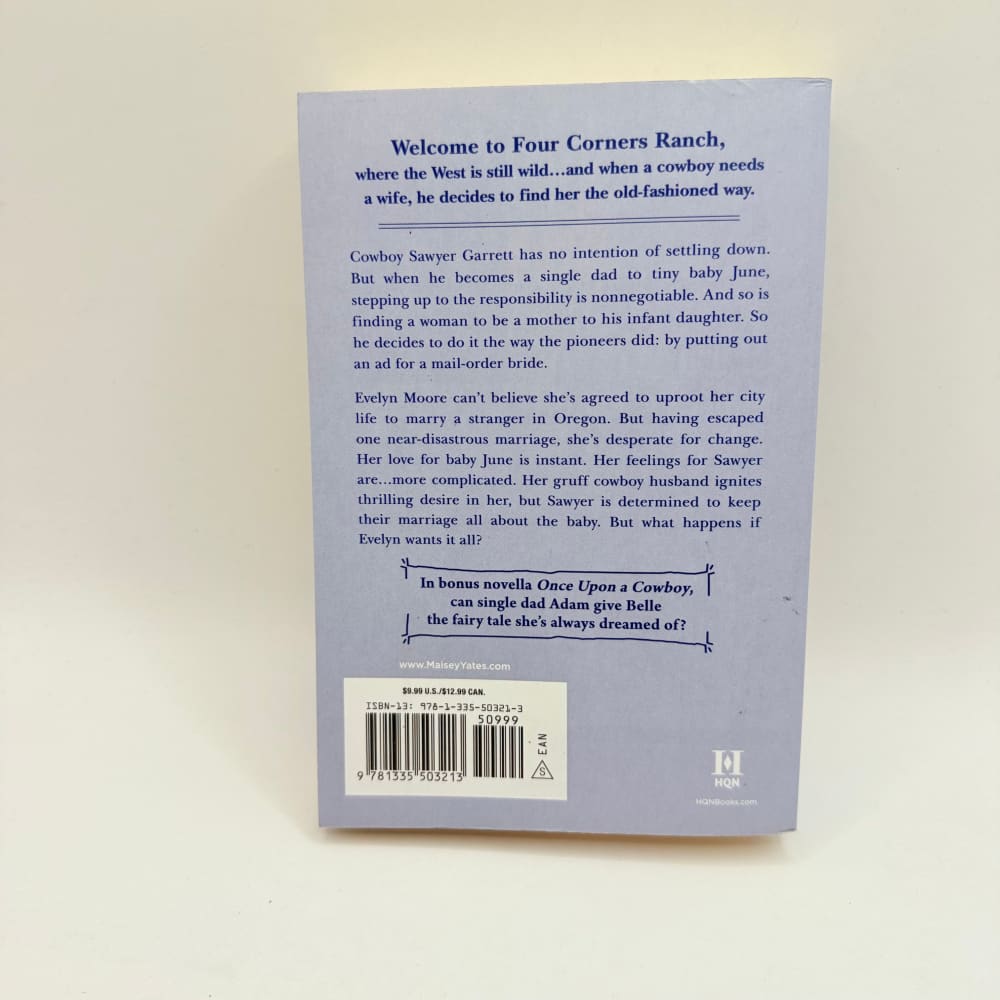 Welcome to Four Corners Ranch,
where the West is still wild...and when a cowboy needs
a wife, he decides to find her the old-fashioned way.
Cowboy Sawyer Garrett has no intention of settling down.
But when he becomes a single dad to tiny baby June,
stepping up to the responsibility is nonnegotiable. And so is
finding a woman to be a mother to his infant daughter. So
he decides to do it the way the pioneers did: by putting out
an ad for a mail-order bride.
Evelyn Moore can't believe she's agreed to uproot her city
life to marry a stranger in Oregon. But having escaped
one near-disastrous marriage, she's desperate for change.
Her love for baby June is instant. Her feelings for Sawyer
are...more complicated. Her gruff cowboy husband ignites
thrilling desire in her, but Sawyer is determined to keep
their marriage all about the baby. But what happens if
Evelyn wants it all?
In bonus novella Once Upon a Cowboy,
can single dad Adam give Belle
the fairy tale she's always dreamed of?
www.MaiseyYates.com
$9.99 U.S./$12.99 CAN.
ISBN-13: 978-1-335-50321-3
50999
9 781335 503213
EAN
S
H
HQN
HQNBooks.com